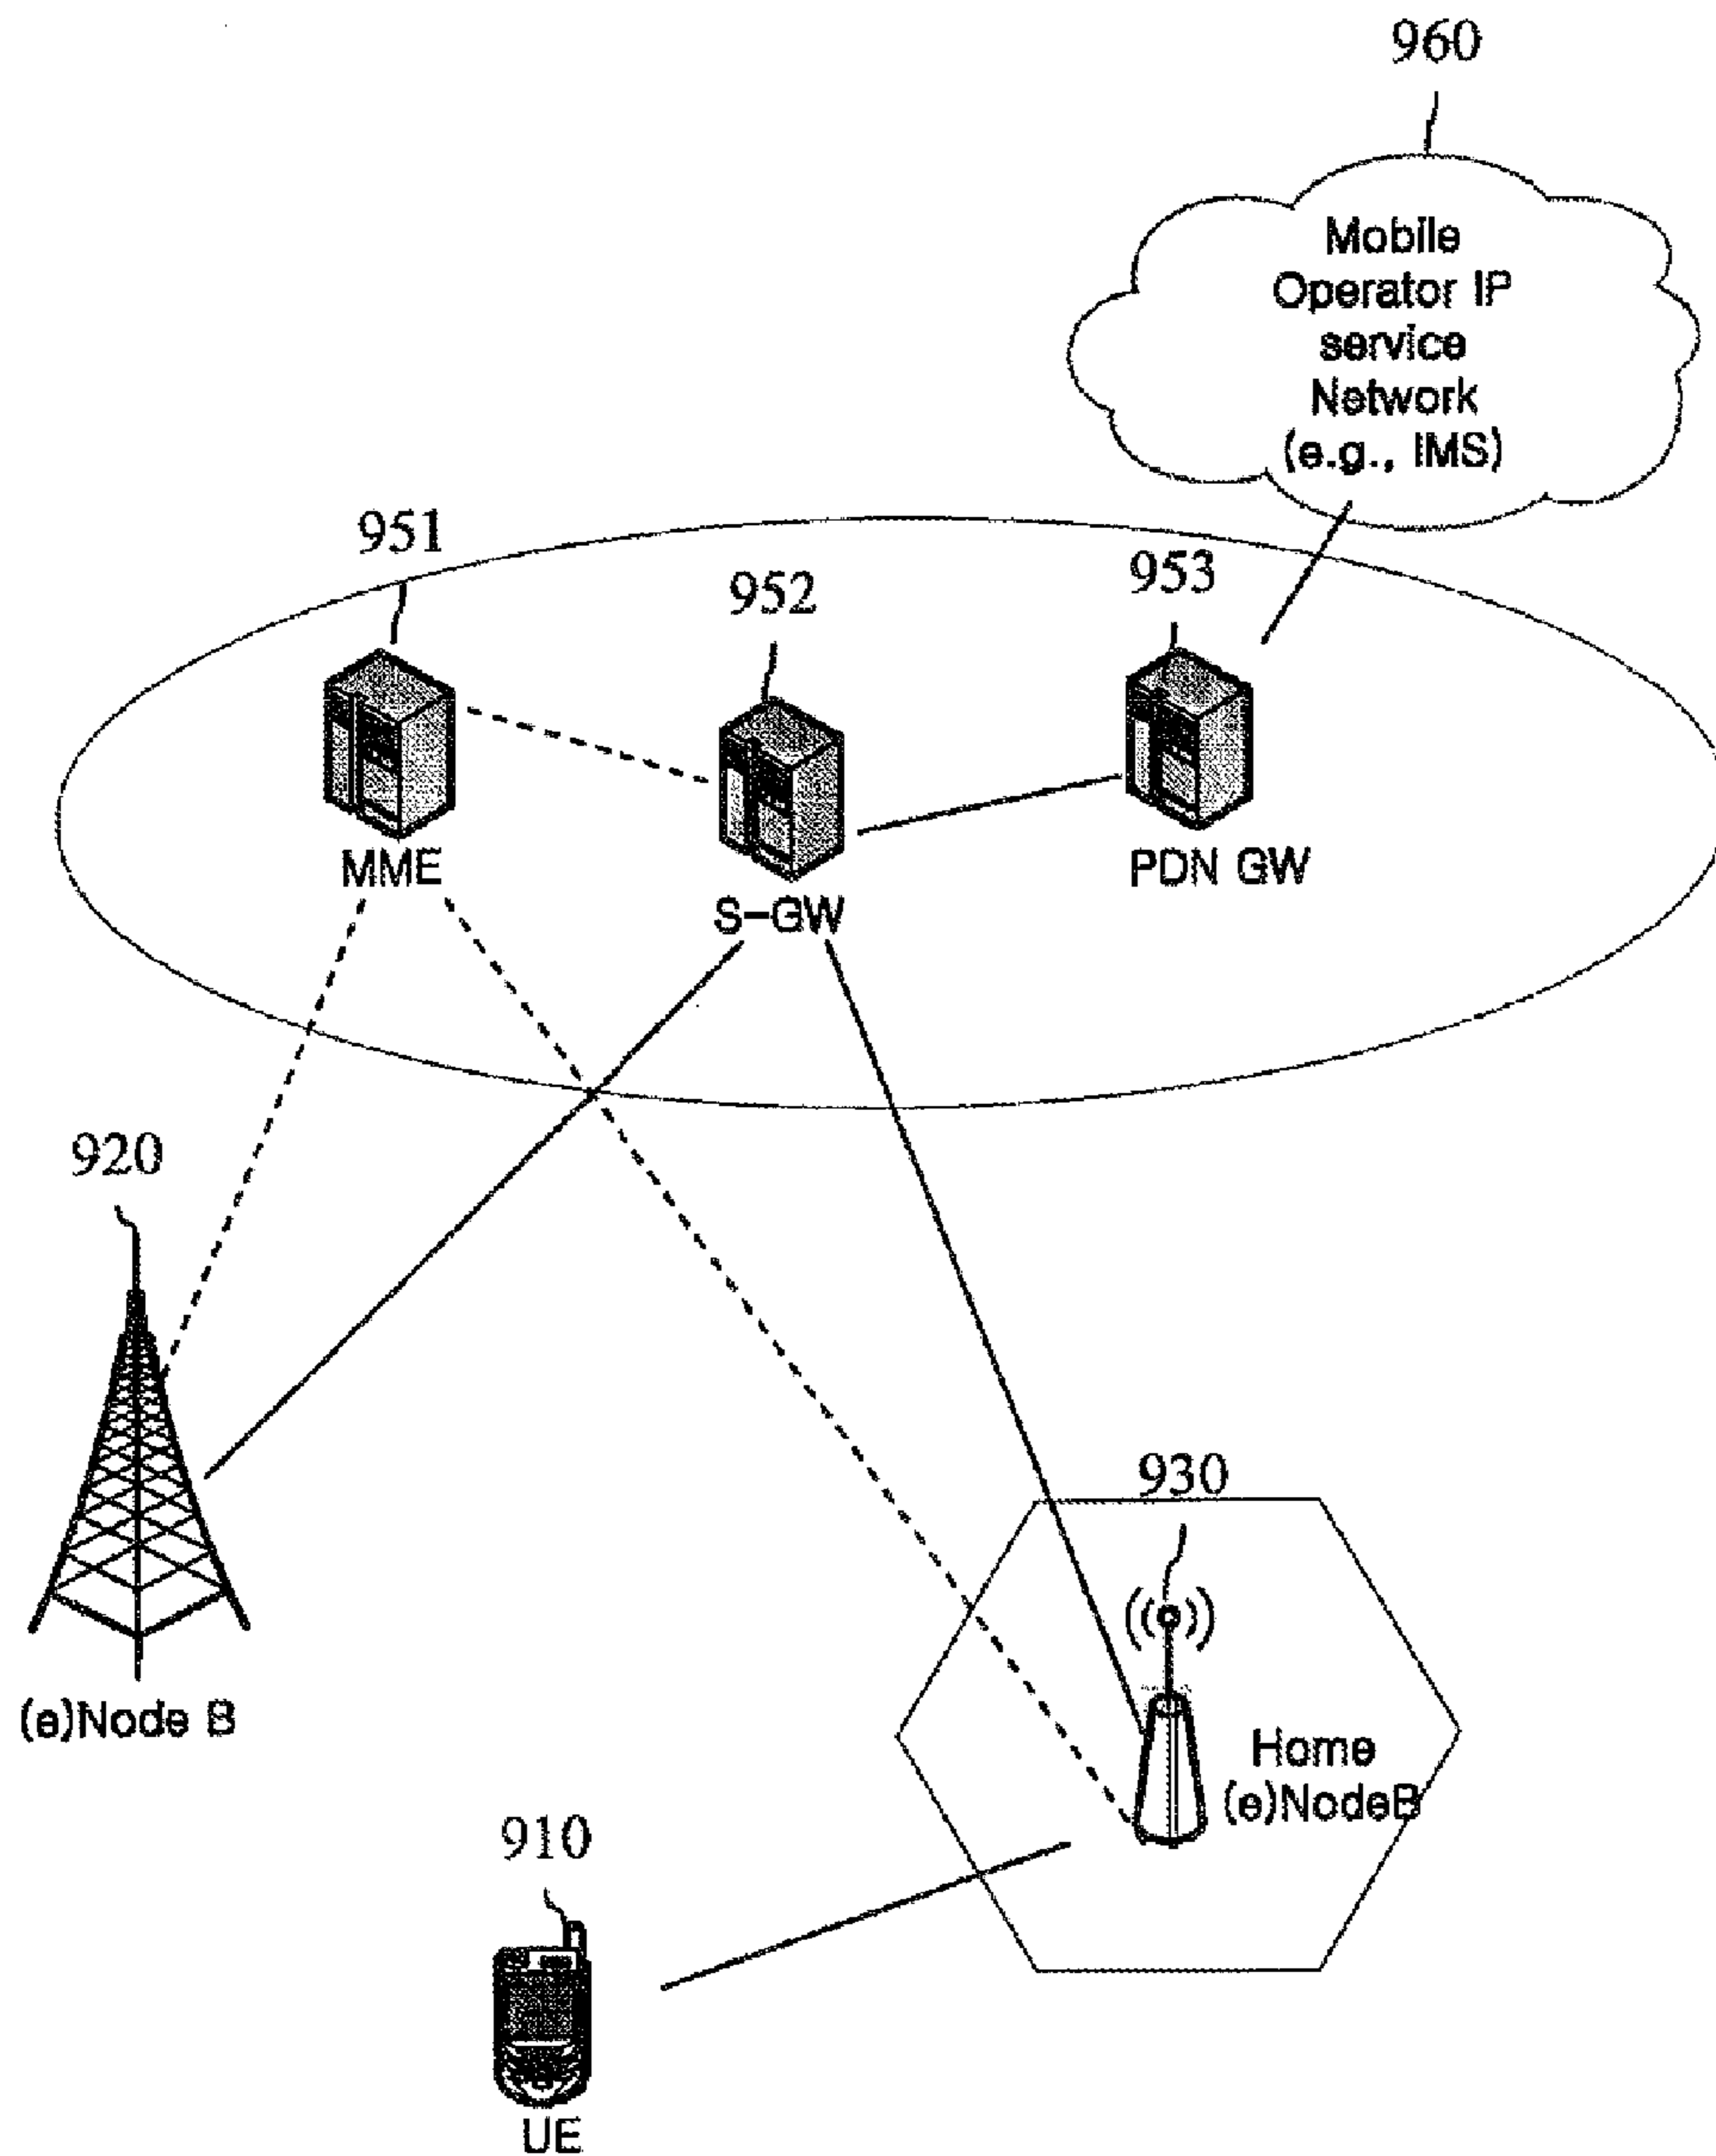 960
Mobile
Operator IP
service
Network
(e.g., IMS)
951
952
953
MME
S-GW
PDN GW
920
930
(e)Node B
Home
(e)NodeB
910
UE